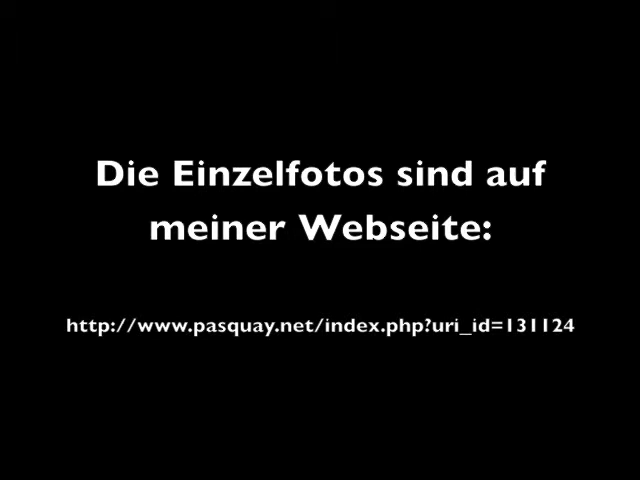 Die Einzelfotos sind auf
meiner Webseite:
http://www.pasquay.net/index.php?uri_id=131124